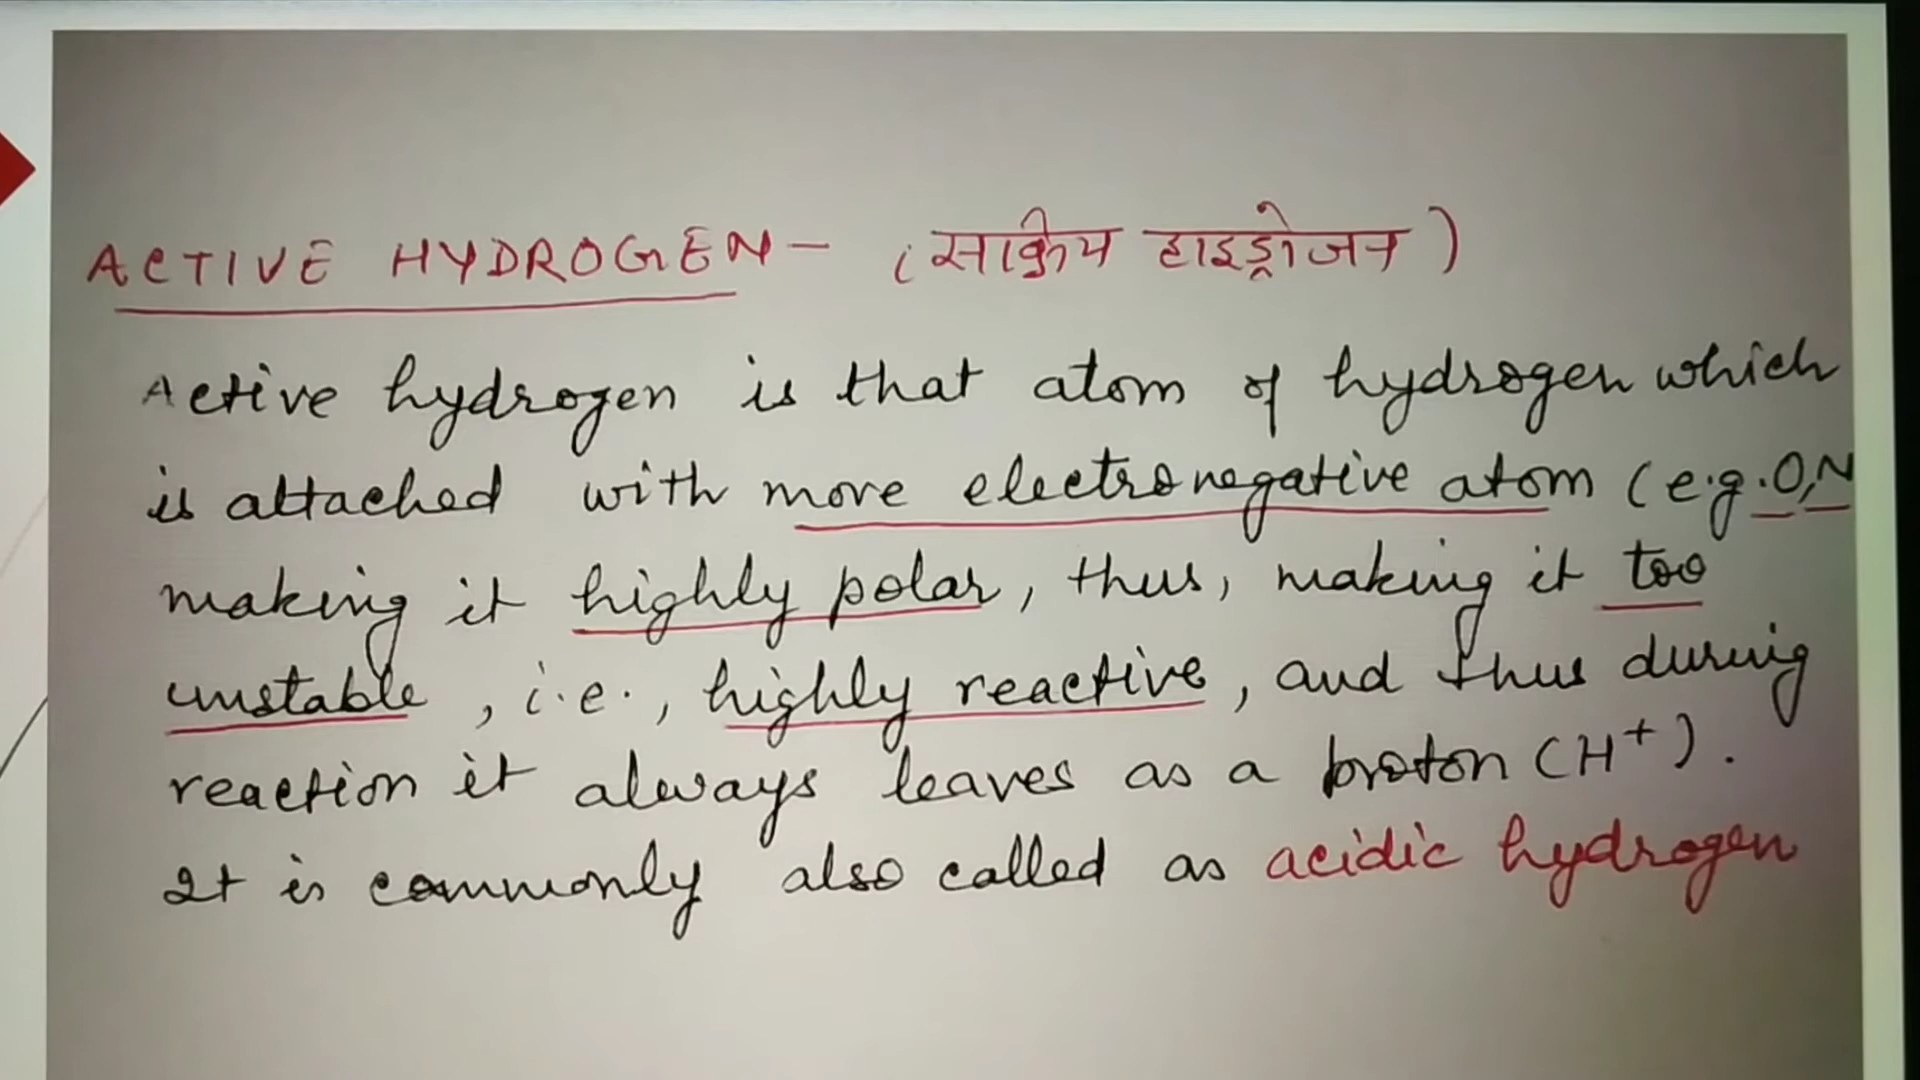 ACTIVE HYDROGEN - (सक्रिय हाइड्रोजन)
Active hydrogen is that atom of hydrogen which
is attached with more electronegative atom (e.g. O, N
making it highly polar, thus, making it too
unstable, i.e., highly reactive, and thus during
reaction it always leaves as a proton (H⁺).
It is commonly also called as acidic hydrogen